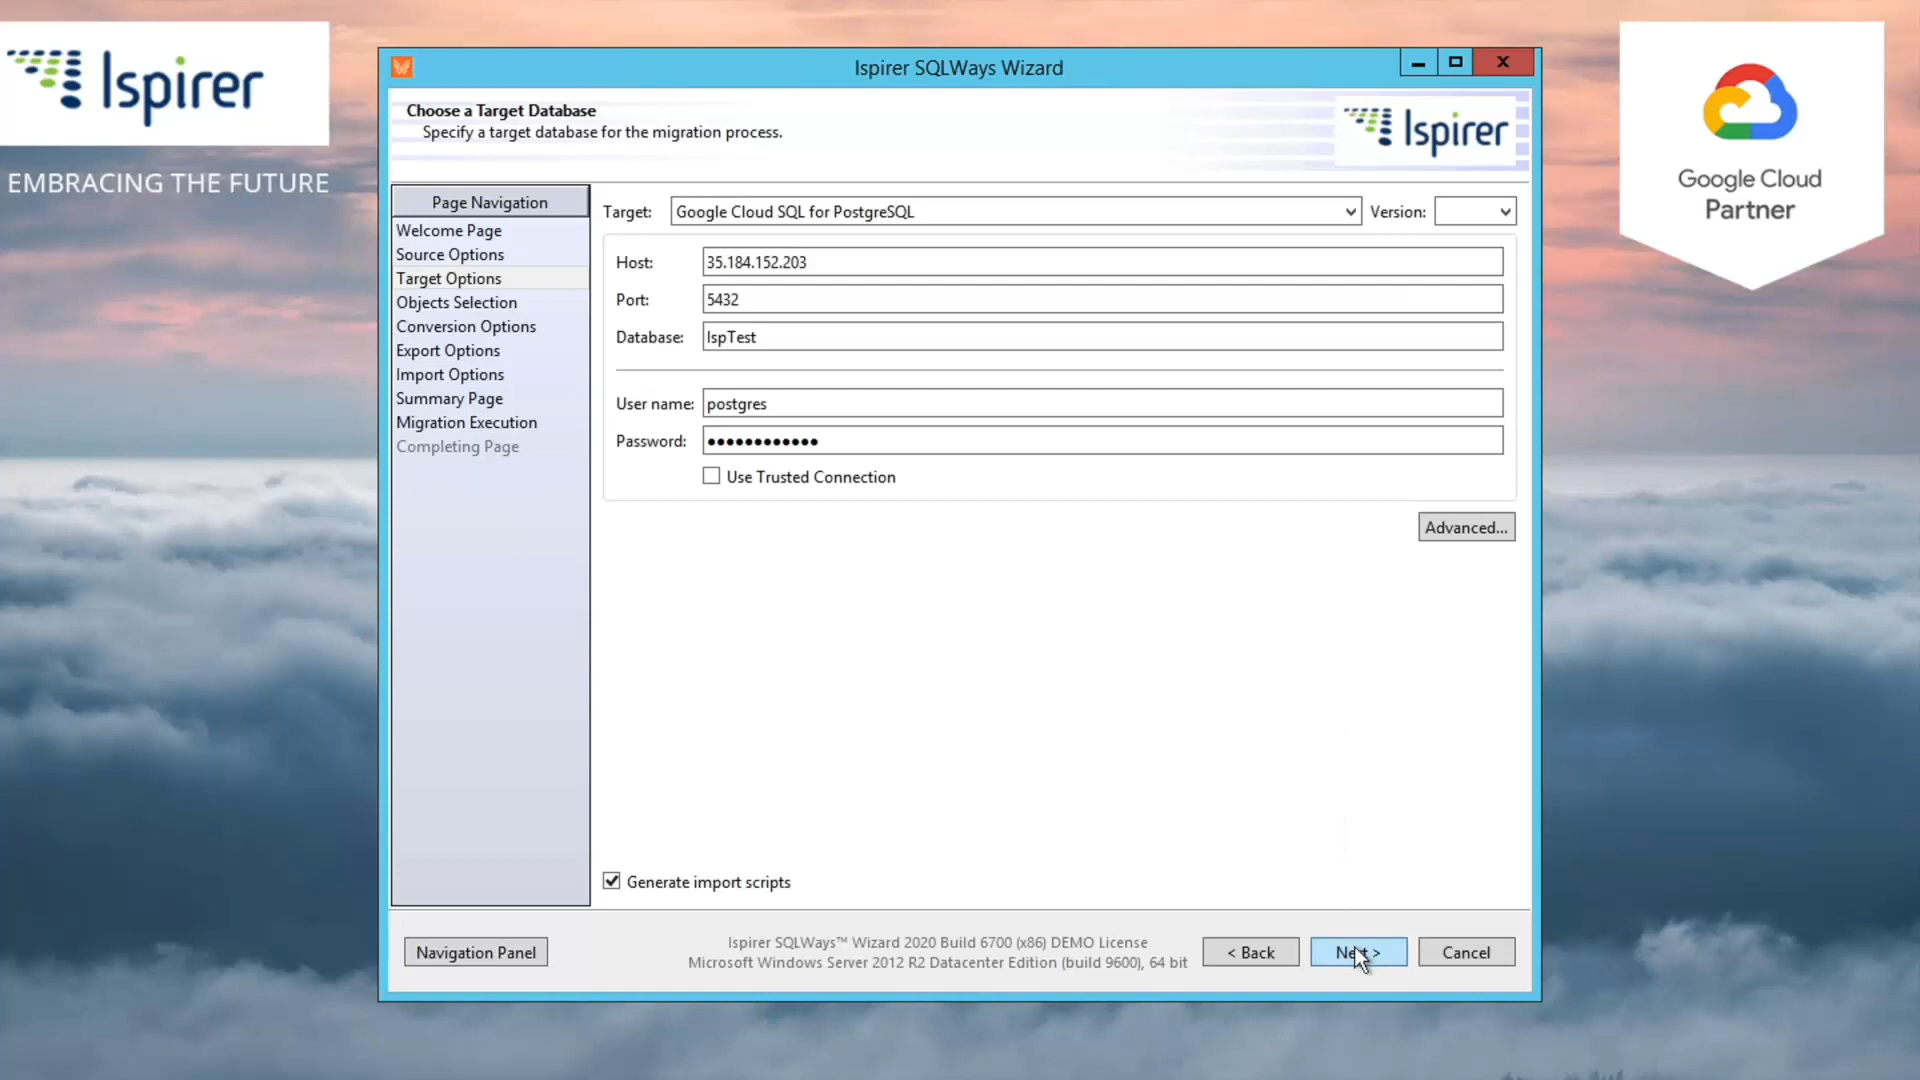 Ispirer
EMBRACING THE FUTURE
Google Cloud
Partner
Ispirer SQLWays Wizard
Choose a Target Database
Specify a target database for the migration process.
Ispirer
Page Navigation
Welcome Page
Source Options
Target Options
Objects Selection
Conversion Options
Export Options
Import Options
Summary Page
Migration Execution
Completing Page
Target: Google Cloud SQL for PostgreSQL Version:
Host: 35.184.152.203
Port: 5432
Database: IspTest
User name: postgres
Password: ••••••••••••
Use Trusted Connection
Advanced...
Generate import scripts
Navigation Panel
Ispirer SQLWays™ Wizard 2020 Build 6700 (x86) DEMO License
Microsoft Windows Server 2012 R2 Datacenter Edition (build 9600), 64 bit
< Back Next > Cancel